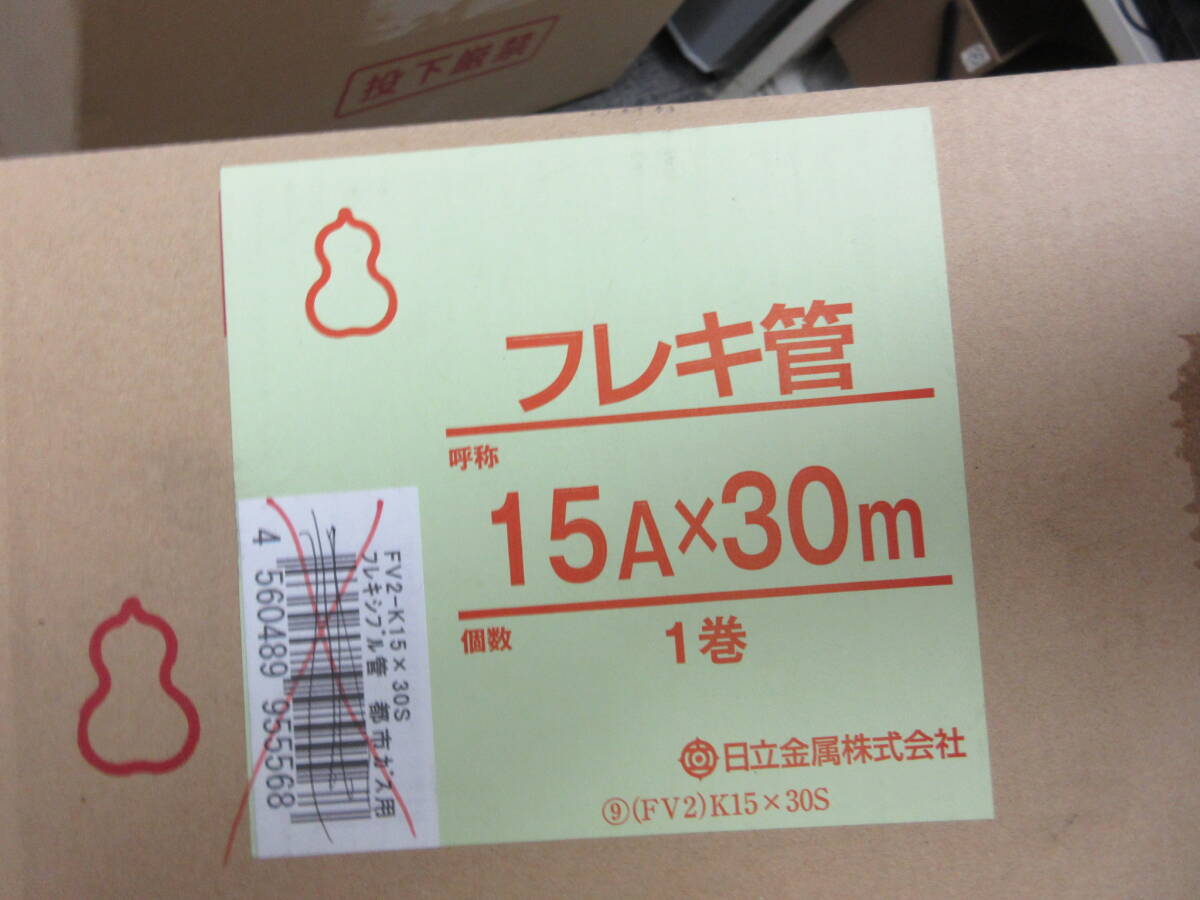 投下厳禁
フレキ管
呼称
15A×30m
個数 1巻
日立金属株式会社
⑨(FV2)K15×30S
FV2-K15×30S
フレキシブル管 都市ガス用
4 560489 955568